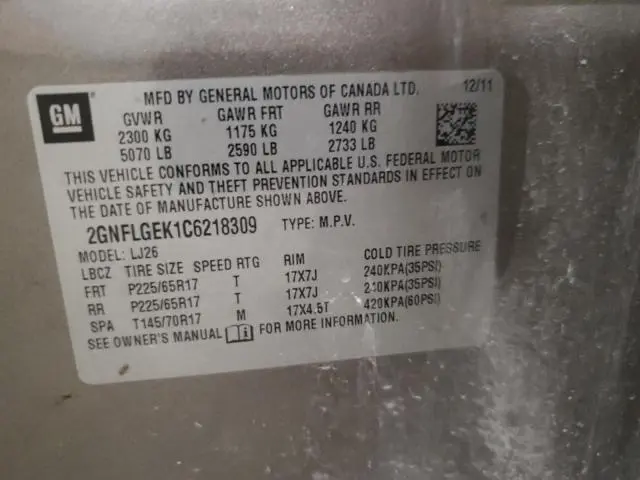 GM
MFD BY GENERAL MOTORS OF CANADA LTD. 12/11
GVWR GAWR FRT GAWR RR
2300 KG 1175 KG 1240 KG
5070 LB 2590 LB 2733 LB
THIS VEHICLE CONFORMS TO ALL APPLICABLE U.S. FEDERAL MOTOR
VEHICLE SAFETY AND THEFT PREVENTION STANDARDS IN EFFECT ON
THE DATE OF MANUFACTURE SHOWN ABOVE.
2GNFLGEK1C6218309 TYPE: M.P.V.
MODEL: LJ26
LBCZ TIRE SIZE SPEED RTG RIM COLD TIRE PRESSURE
FRT P225/65R17 T 17X7J 240KPA(35PSI)
RR P225/65R17 T 17X7J 240KPA(35PSI)
SPA T145/70R17 M 17X4.5T 420KPA(60PSI)
SEE OWNER'S MANUAL FOR MORE INFORMATION.